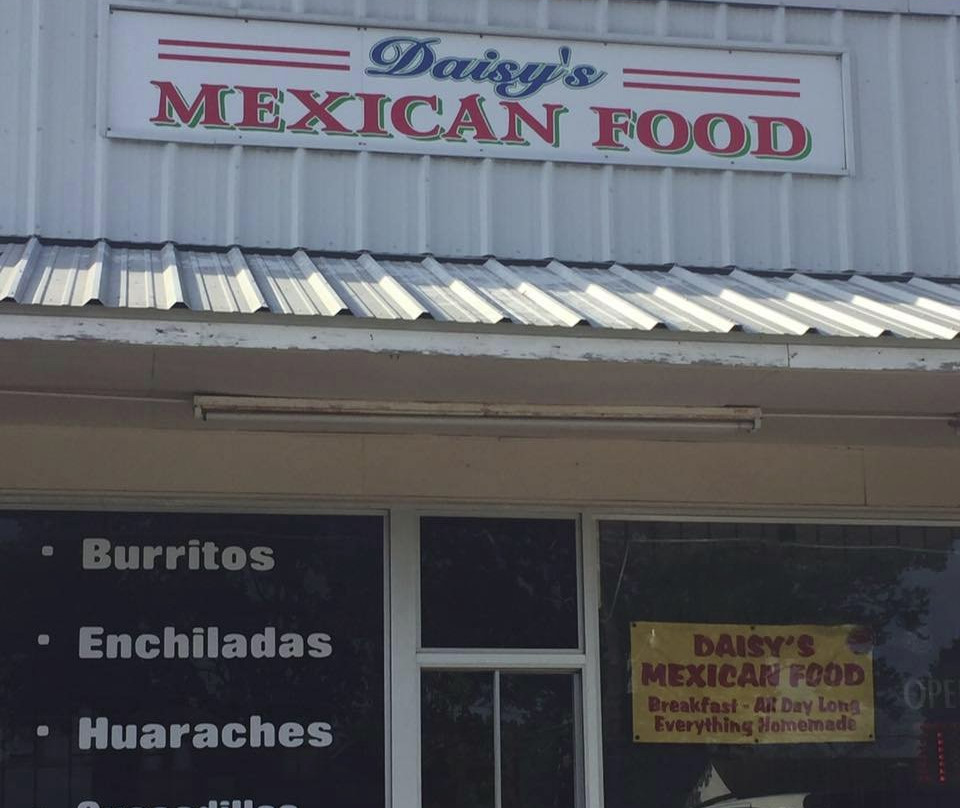 Daisy's
MEXICAN FOOD
· Burritos
· Enchiladas
· Huaraches
DAISY'S
MEXICAN FOOD
Breakfast - All Day Long
Everything Homemade